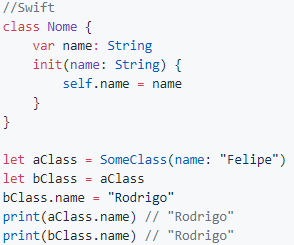 //Swift
class Nome {
    var name: String
    init(name: String) {
        self.name = name
    }
}

let aClass = SomeClass(name: "Felipe")
let bClass = aClass
bClass.name = "Rodrigo"
print(aClass.name) // "Rodrigo"
print(bClass.name) // "Rodrigo"